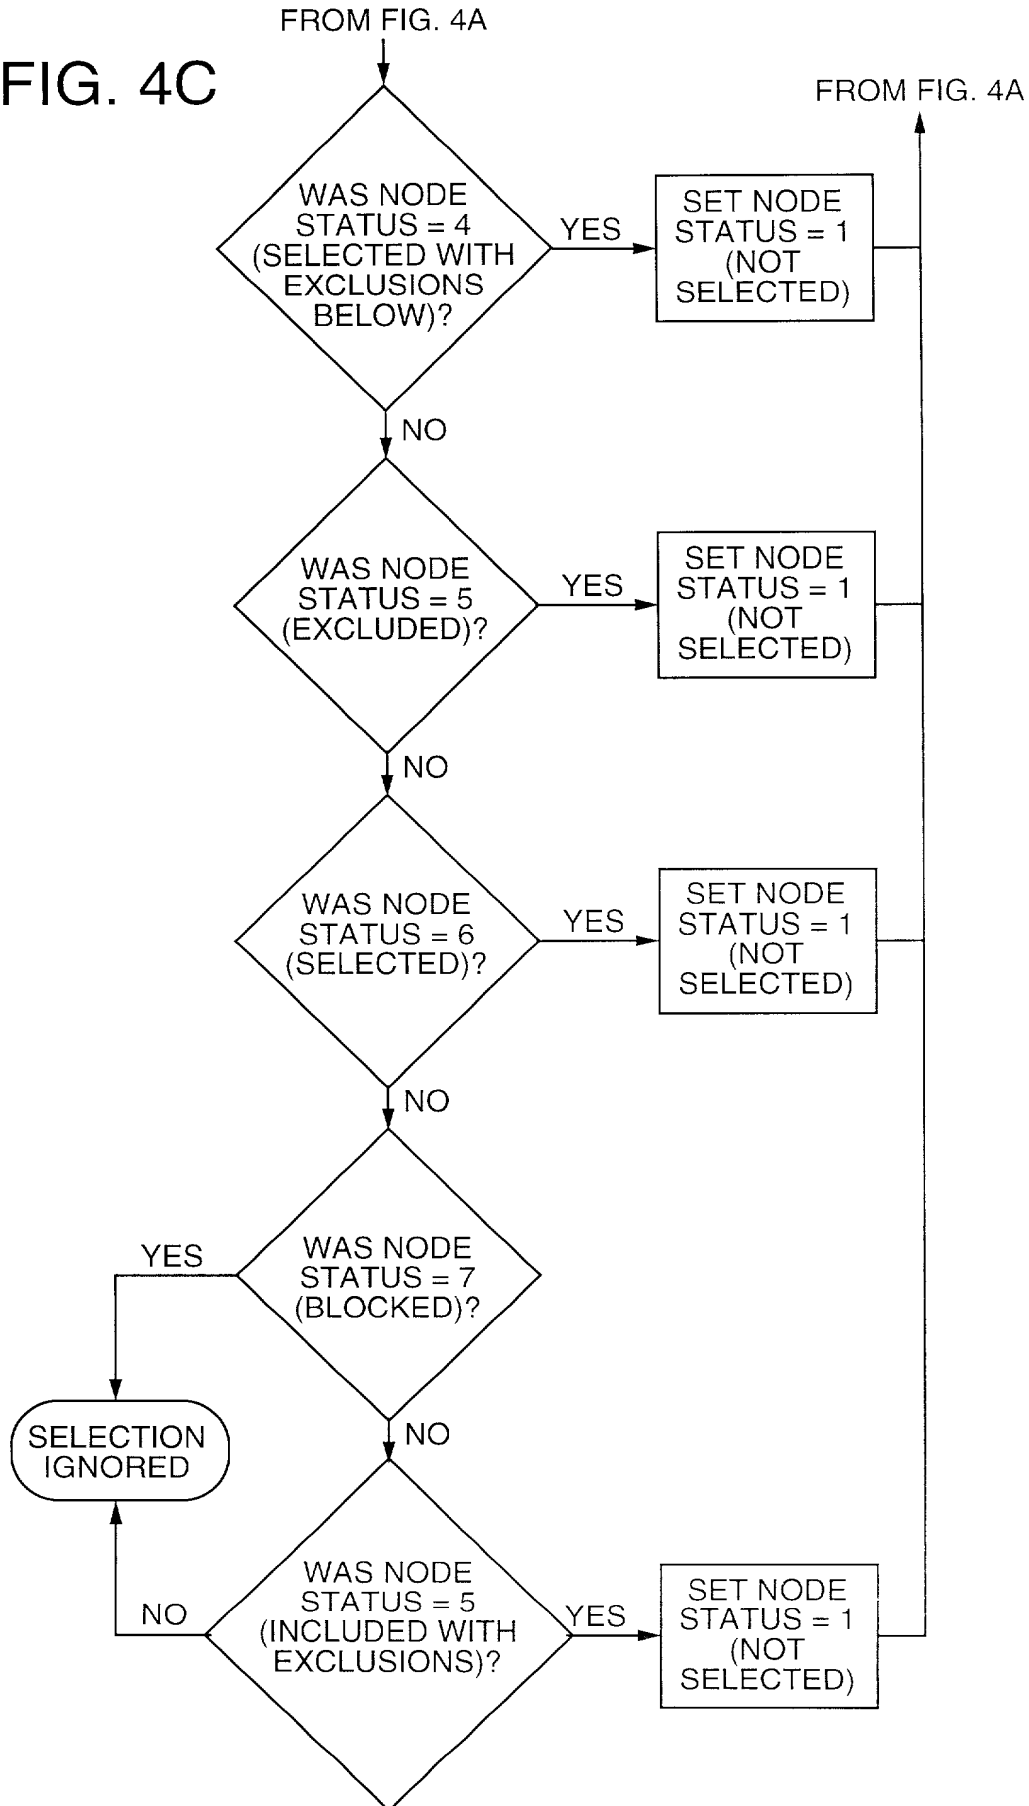 FROM FIG. 4A
FIG. 4C
FROM FIG. 4A
WAS NODE
STATUS = 4
(SELECTED WITH
EXCLUSIONS
BELOW)?
YES
SET NODE
STATUS = 1
(NOT
SELECTED)
NO
WAS NODE
STATUS = 5
(EXCLUDED)?
YES
SET NODE
STATUS = 1
(NOT
SELECTED)
NO
WAS NODE
STATUS = 6
(SELECTED)?
YES
SET NODE
STATUS = 1
(NOT
SELECTED)
NO
WAS NODE
STATUS = 7
(BLOCKED)?
YES
SELECTION
IGNORED
NO
WAS NODE
STATUS = 5
(INCLUDED WITH
EXCLUSIONS)?
NO
YES
SET NODE
STATUS = 1
(NOT
SELECTED)